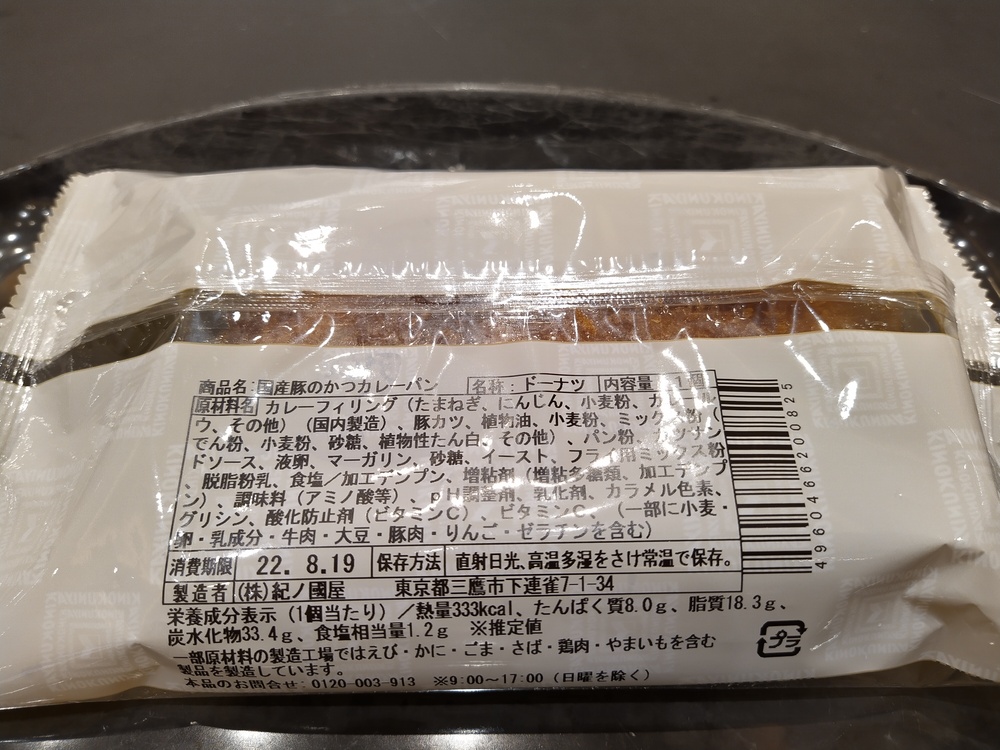 KINOKUNIYA
商品名:国産豚のかつカレーパン 名称:ドーナツ 内容量 1個
原材料名 カレーフィリング（たまねぎ、にんじん、小麦粉、カレール
ウ、その他）（国内製造）、豚カツ、植物油、小麦粉、ミックス粉（
でん粉、小麦粉、砂糖、植物性たん白、その他）、パン粉、カツサン
ドソース、液卵、マーガリン、砂糖、イースト、フライ用ミックス粉
、脱脂粉乳、食塩／加工デンプン、増粘剤（増粘多糖類、加工デンプ
ン）、調味料（アミノ酸等）、pH調整剤、乳化剤、カラメル色素、
グリシン、酸化防止剤（ビタミンC）、ビタミンC、（一部に小麦・
卵・乳成分・牛肉・大豆・豚肉・りんご・ゼラチンを含む）
消費期限 22. 8.19 保存方法 直射日光、高温多湿をさけ常温で保存。
製造者 (株)紀ノ國屋 東京都三鷹市下連雀7-1-34
栄養成分表示（1個当たり）／熱量333kcal、たんぱく質8.0g、脂質18.3g、
炭水化物33.4g、食塩相当量1.2g ※推定値
一部原材料の製造工場ではえび・かに・ごま・さば・鶏肉・やまいもを含む
製品を製造しています。
本品のお問合せ:0120-003-913 ※9:00～17:00（日曜を除く）
プラ
4960466200825